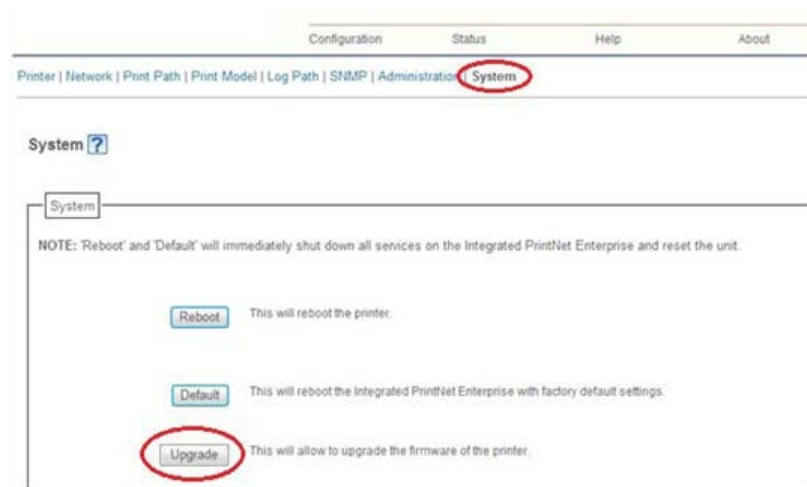 Configuration Status Help About
Printer | Network | Print Path | Print Model | Log Path | SNMP | Administration | System
System ?
System
NOTE: 'Reboot' and 'Default' will immediately shut down all services on the Integrated PrintNet Enterprise and reset the unit.
Reboot This will reboot the printer.
Default This will reboot the Integrated PrintNet Enterprise with factory default settings.
Upgrade This will allow to upgrade the firmware of the printer.